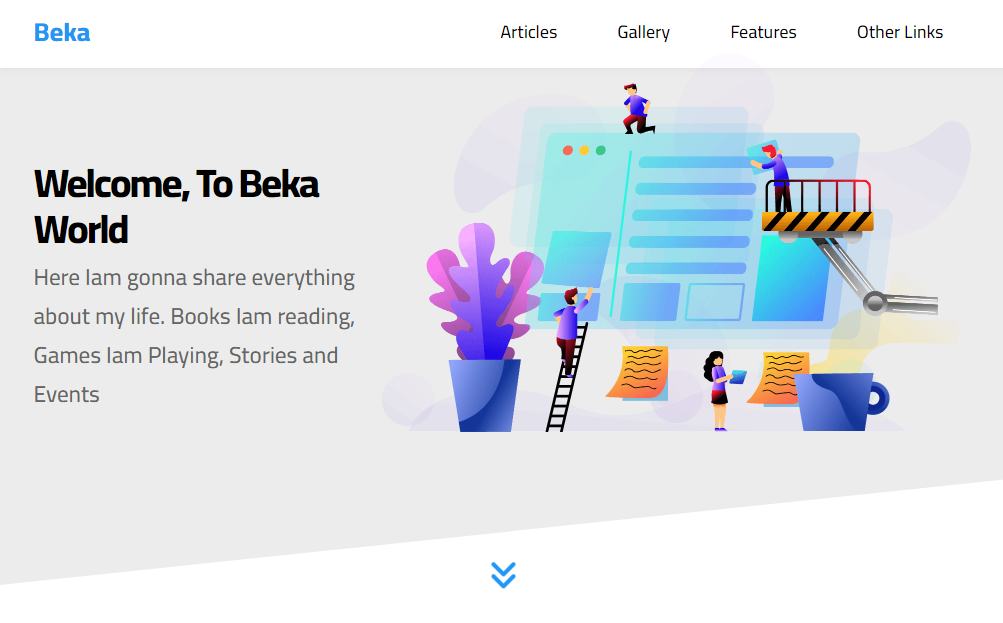 Beka
Articles Gallery Features Other Links
Welcome, To Beka
World
Here Iam gonna share everything
about my life. Books Iam reading,
Games Iam Playing, Stories and
Events